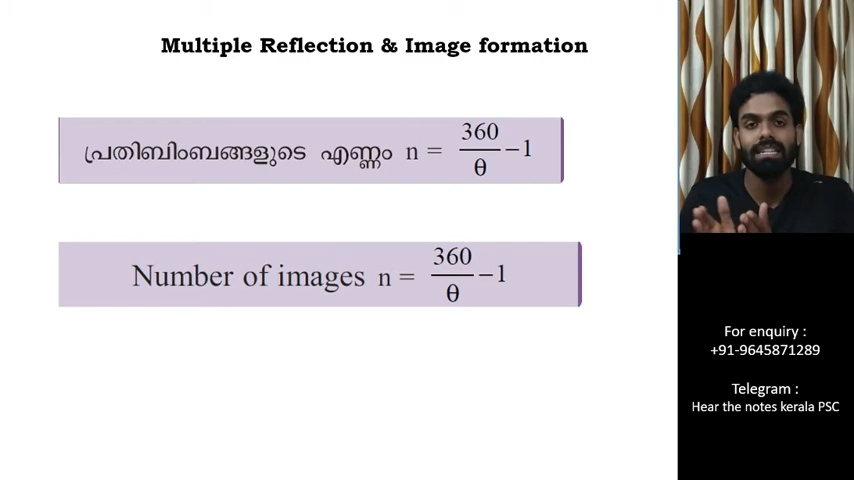 Multiple Reflection & Image formation
പ്രതിബിംബങ്ങളുടെ എണ്ണം n = 360/θ −1
Number of images n = 360/θ −1
For enquiry :
+91-9645871289
Telegram :
Hear the notes kerala PSC